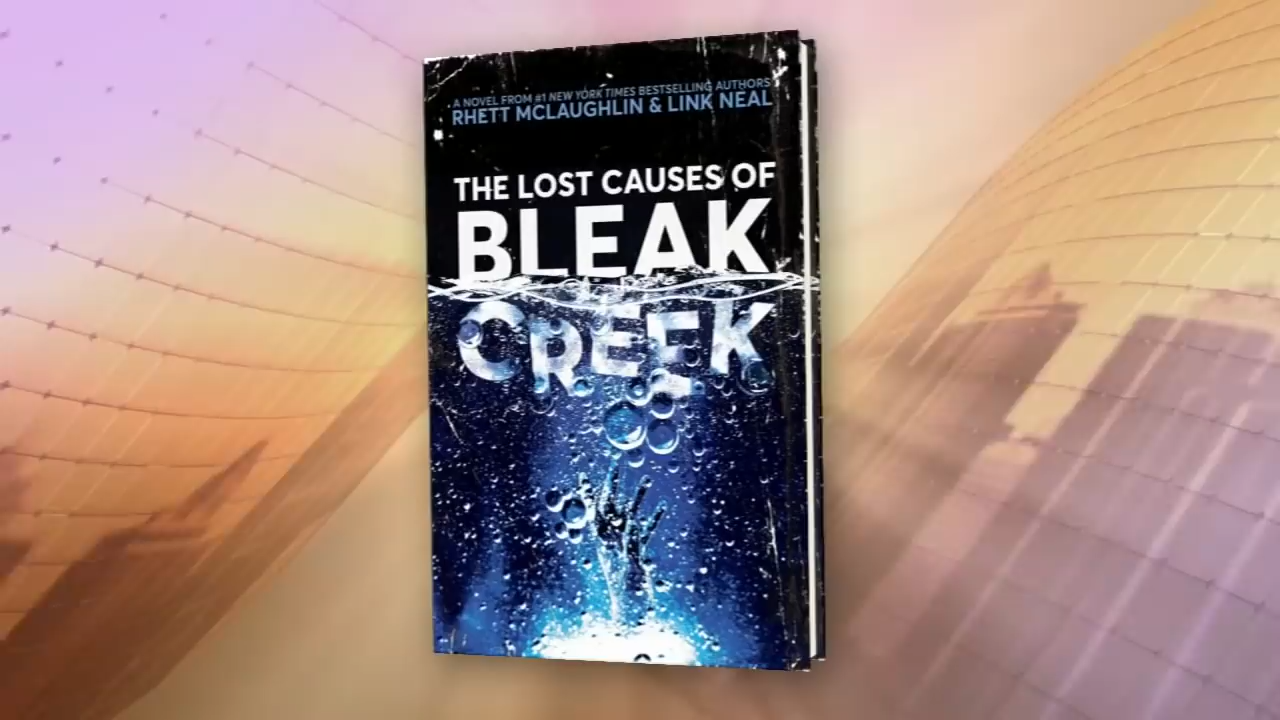 A NOVEL FROM #1 NEW YORK TIMES BESTSELLING AUTHORS
RHETT MCLAUGHLIN & LINK NEAL
THE LOST CAUSES OF
BLEAK
CREEK